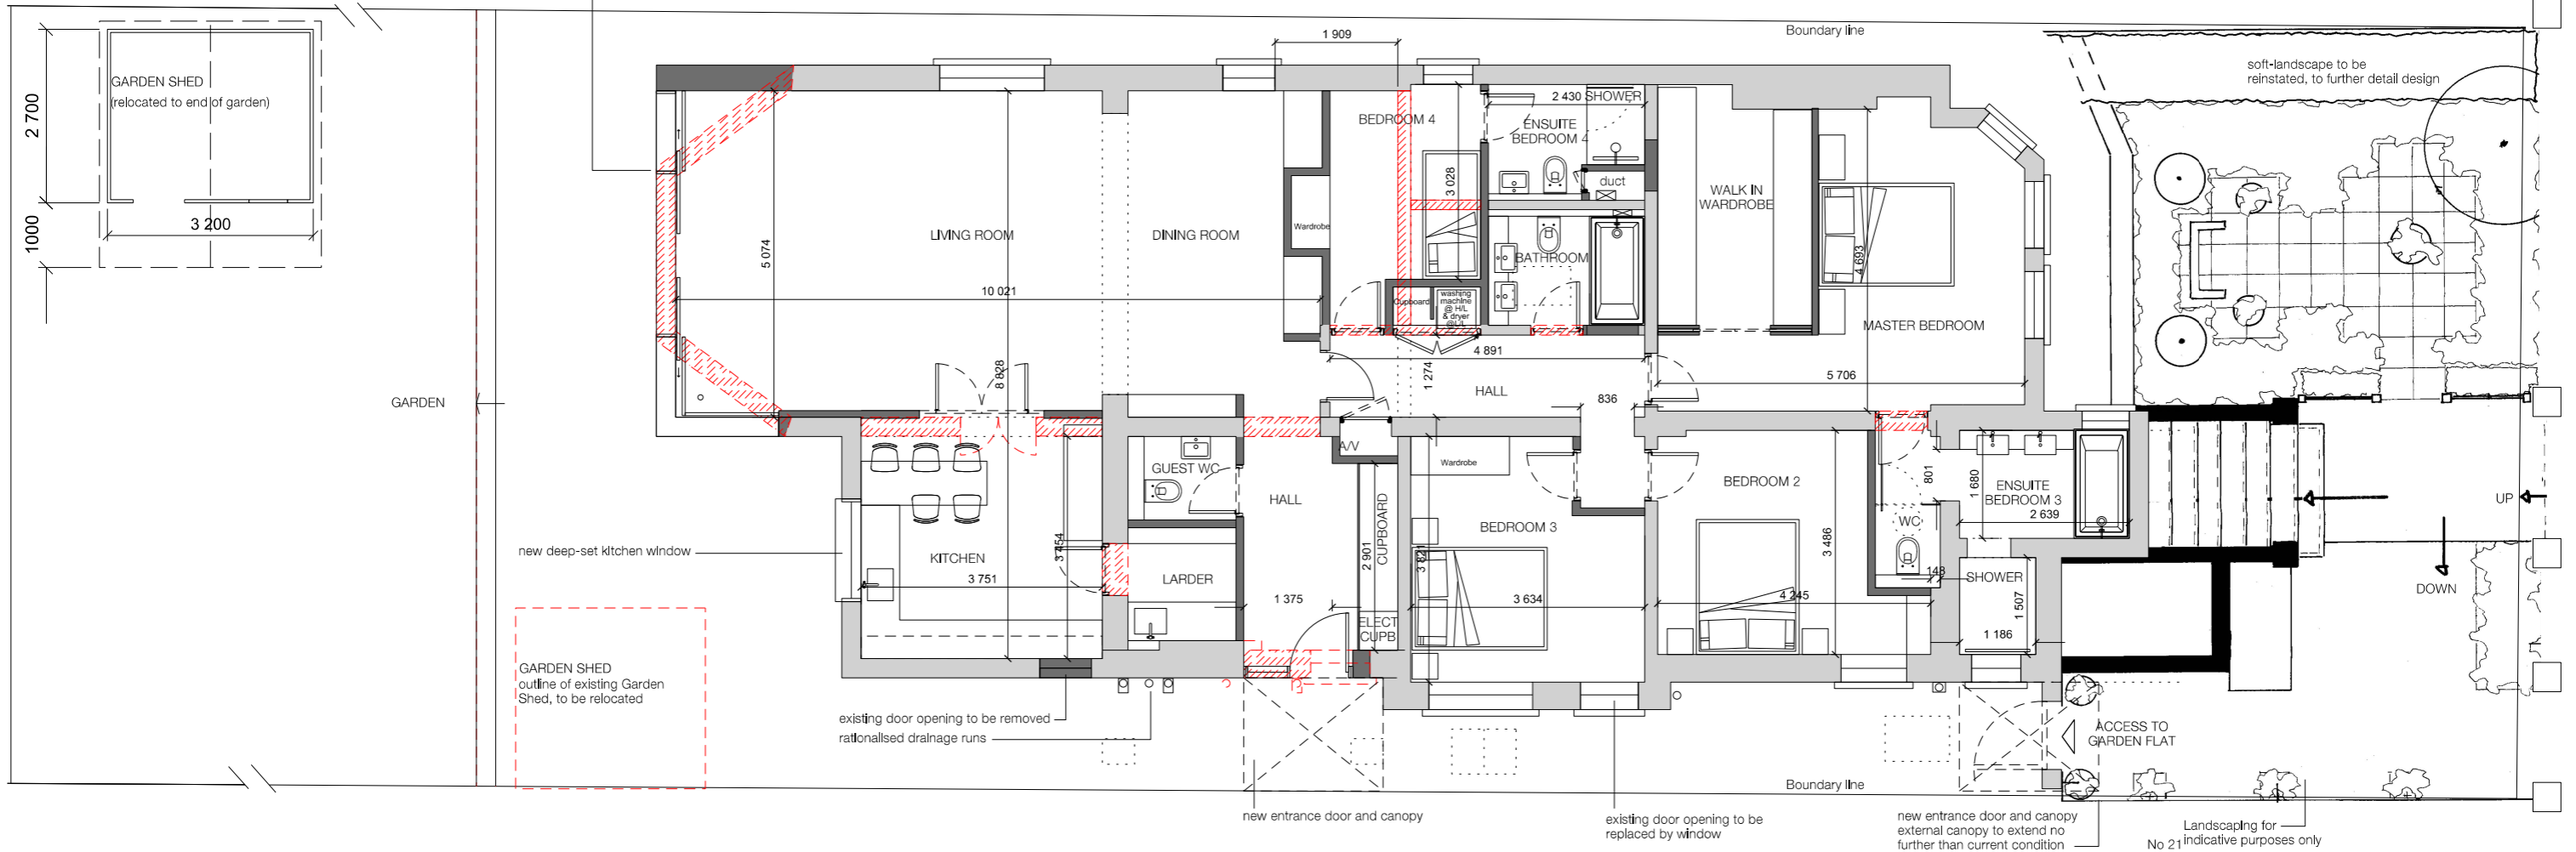 Boundary line
1 909
GARDEN SHED
(relocated to end of garden)
2 700
3 200
1000
soft-landscape to be
reinstated, to further detail design
BEDROOM 4
2 430
SHOWER
ENSUITE
BEDROOM 4
duct
3 028
WALK IN
WARDROBE
Wardrobe
LIVING ROOM
DINING ROOM
5 074
10 021
8 828
BATHROOM
4 693
Cupboard
washing
machine
@ H/L
& dryer
@L/L
MASTER BEDROOM
4 891
1 274
HALL
5 706
836
GARDEN
A/V
GUEST WC
HALL
Wardrobe
BEDROOM 3
BEDROOM 2
801
1 680
ENSUITE
BEDROOM 3
2 639
WC
UP
new deep-set kitchen window
KITCHEN
3 454
3 751
LARDER
2 901
CUPBOARD
3 821
3 486
148
SHOWER
1 507
DOWN
1 375
3 634
4 245
ELECT
CUPB
1 186
GARDEN SHED
outline of existing Garden
Shed, to be relocated
existing door opening to be removed
rationalised drainage runs
ACCESS TO
GARDEN FLAT
Boundary line
new entrance door and canopy
existing door opening to be
replaced by window
new entrance door and canopy
external canopy to extend no
further than current condition
No 21
Landscaping for
indicative purposes only